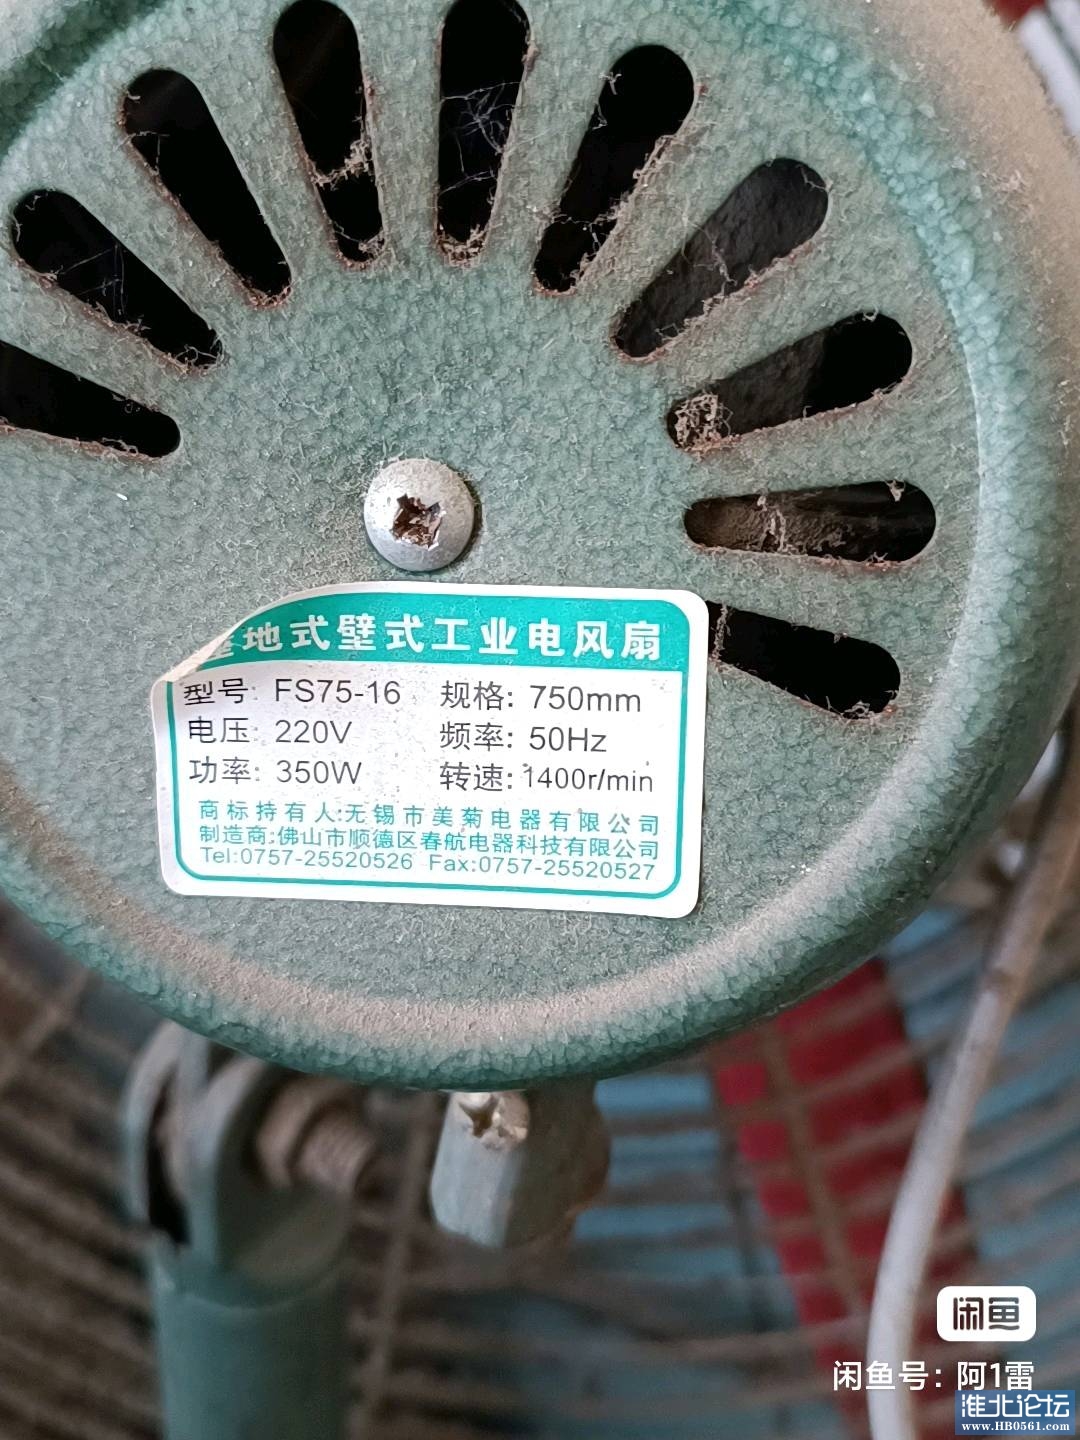 地式壁式工业电风扇
型号: FS75-16 规格: 750mm
电压: 220V 频率: 50Hz
功率: 350W 转速: 1400r/min
商标持有人:无锡市美菊电器有限公司
制造商:佛山市顺德区春航电器科技有限公司
Tel:0757-25520526 Fax:0757-25520527
闲鱼
闲鱼号：阿1雷
淮北论坛
www.HB0561.com